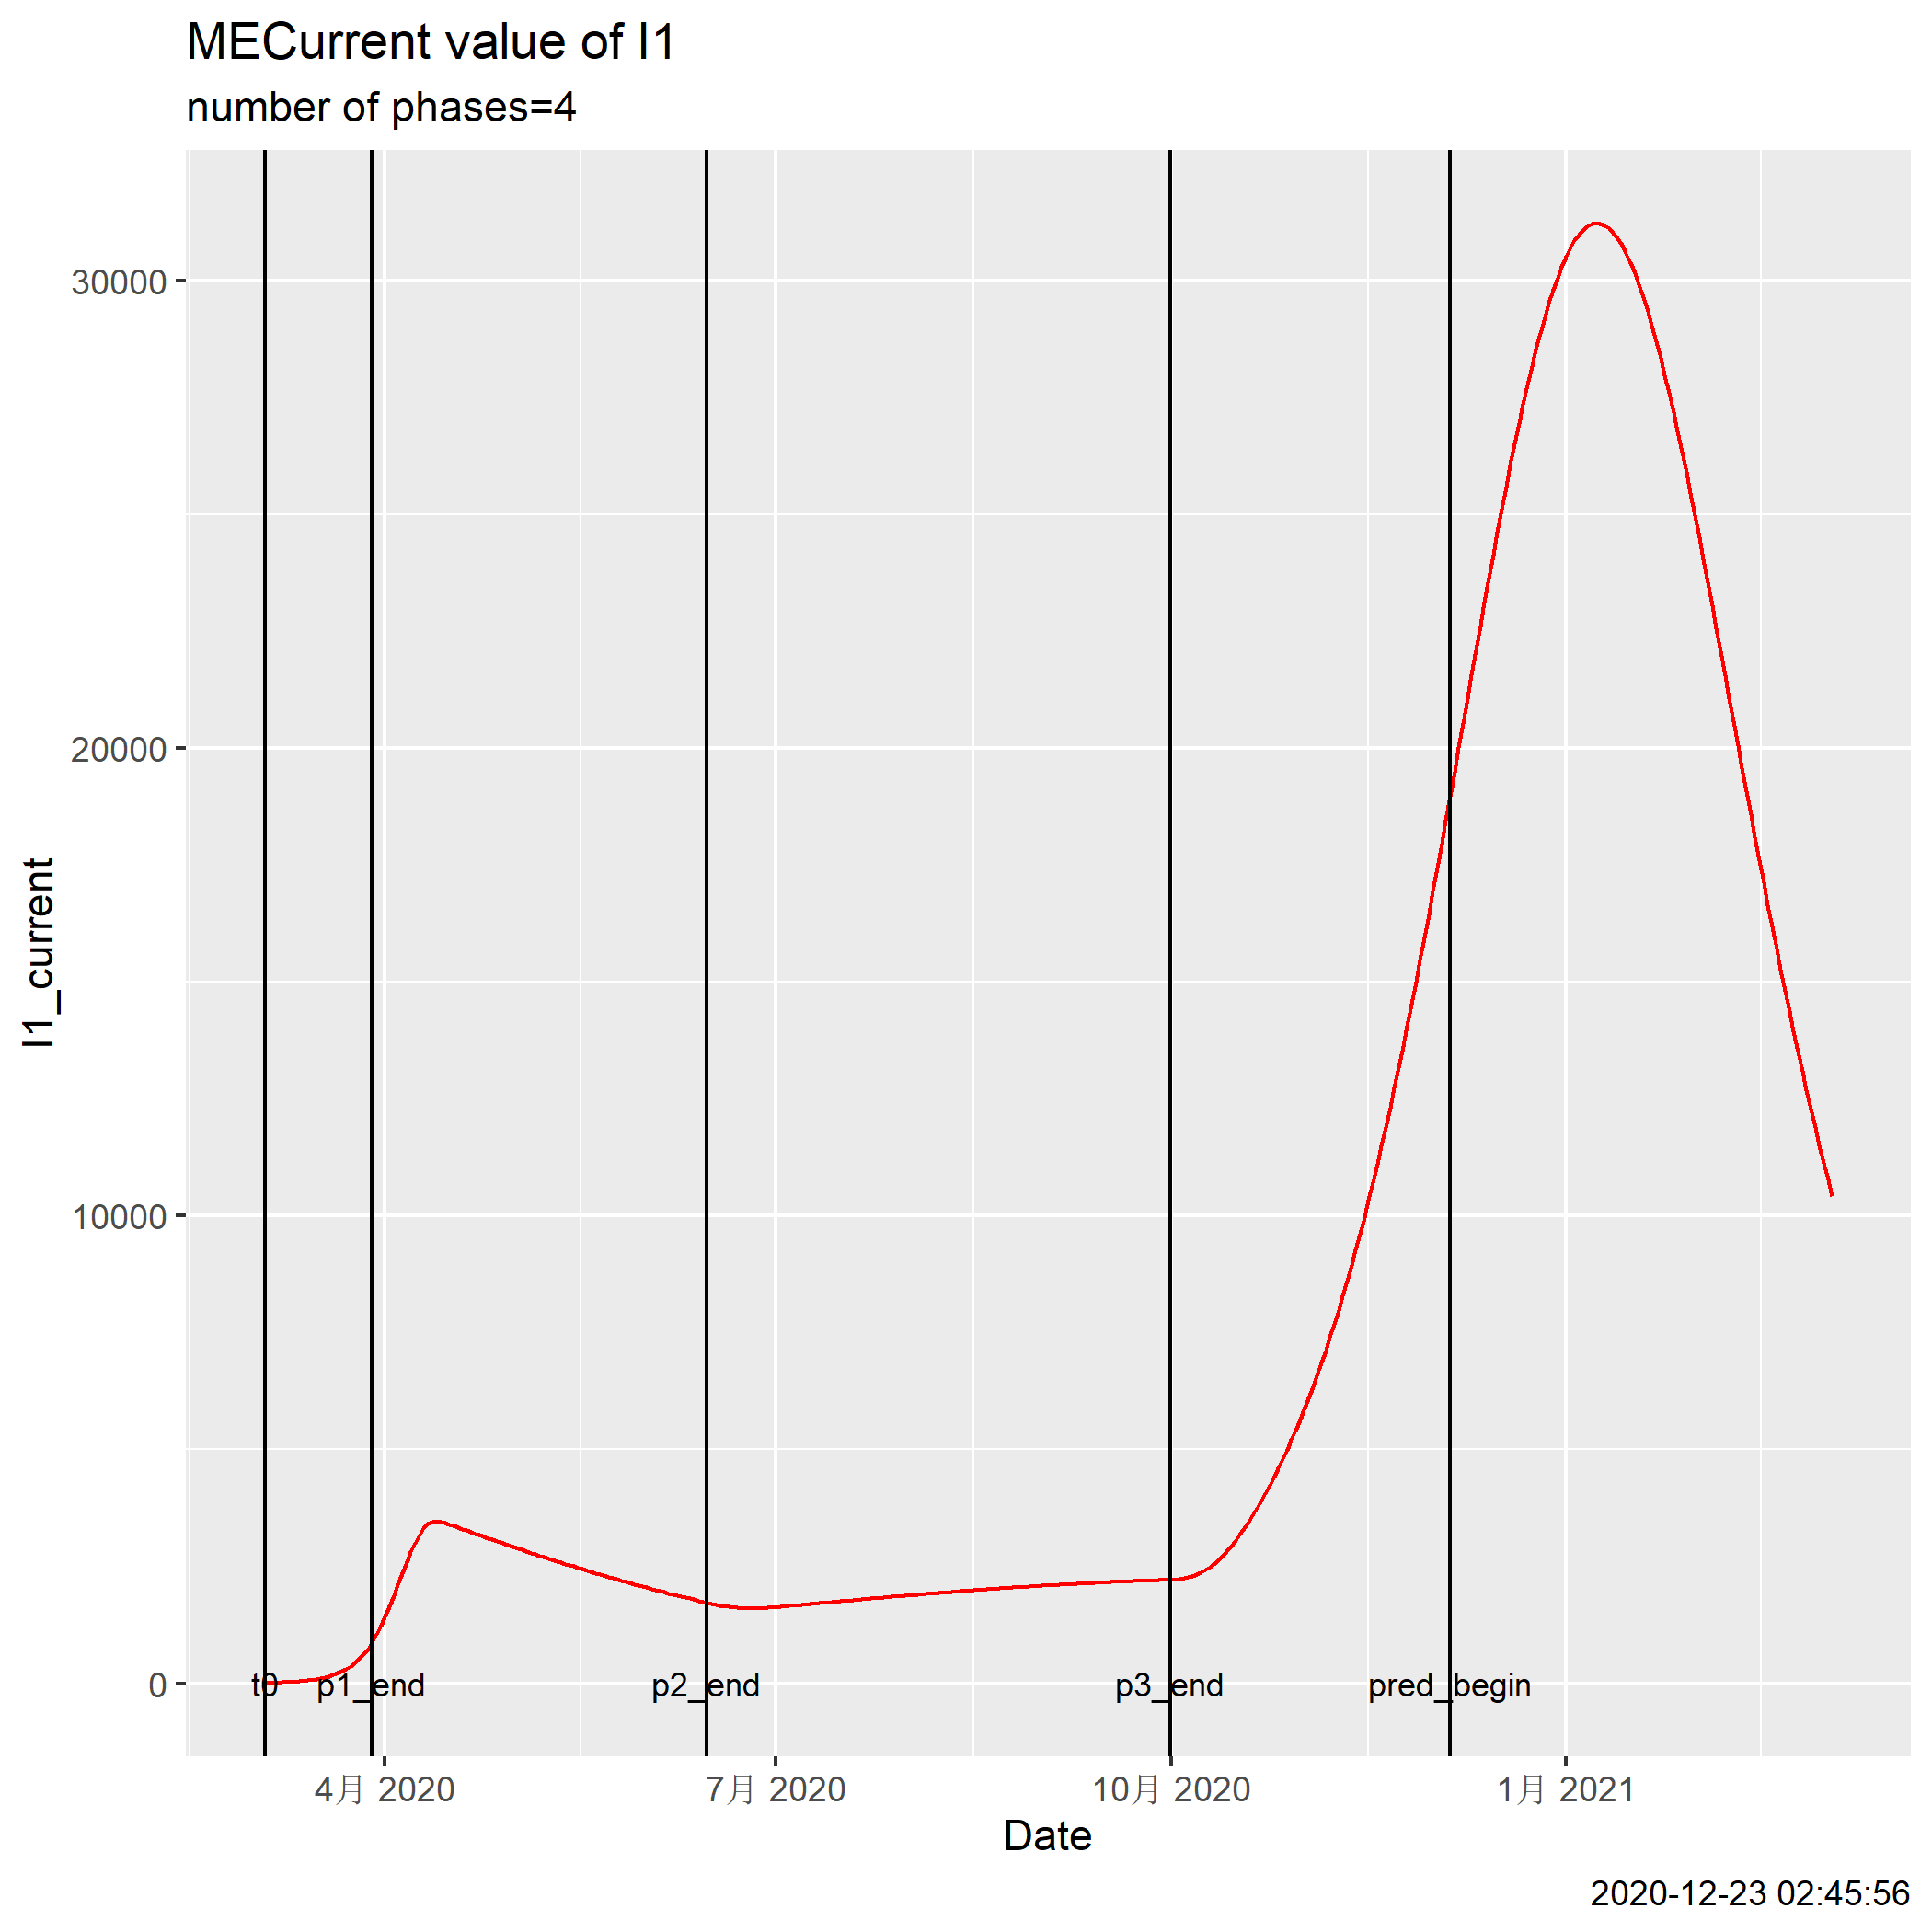 MECurrent value of I1
number of phases=4
I1_current
30000
20000
10000
0
t0 p1_end p2_end p3_end pred_begin
4月 2020 7月 2020 10月 2020 1月 2021
Date
2020-12-23 02:45:56